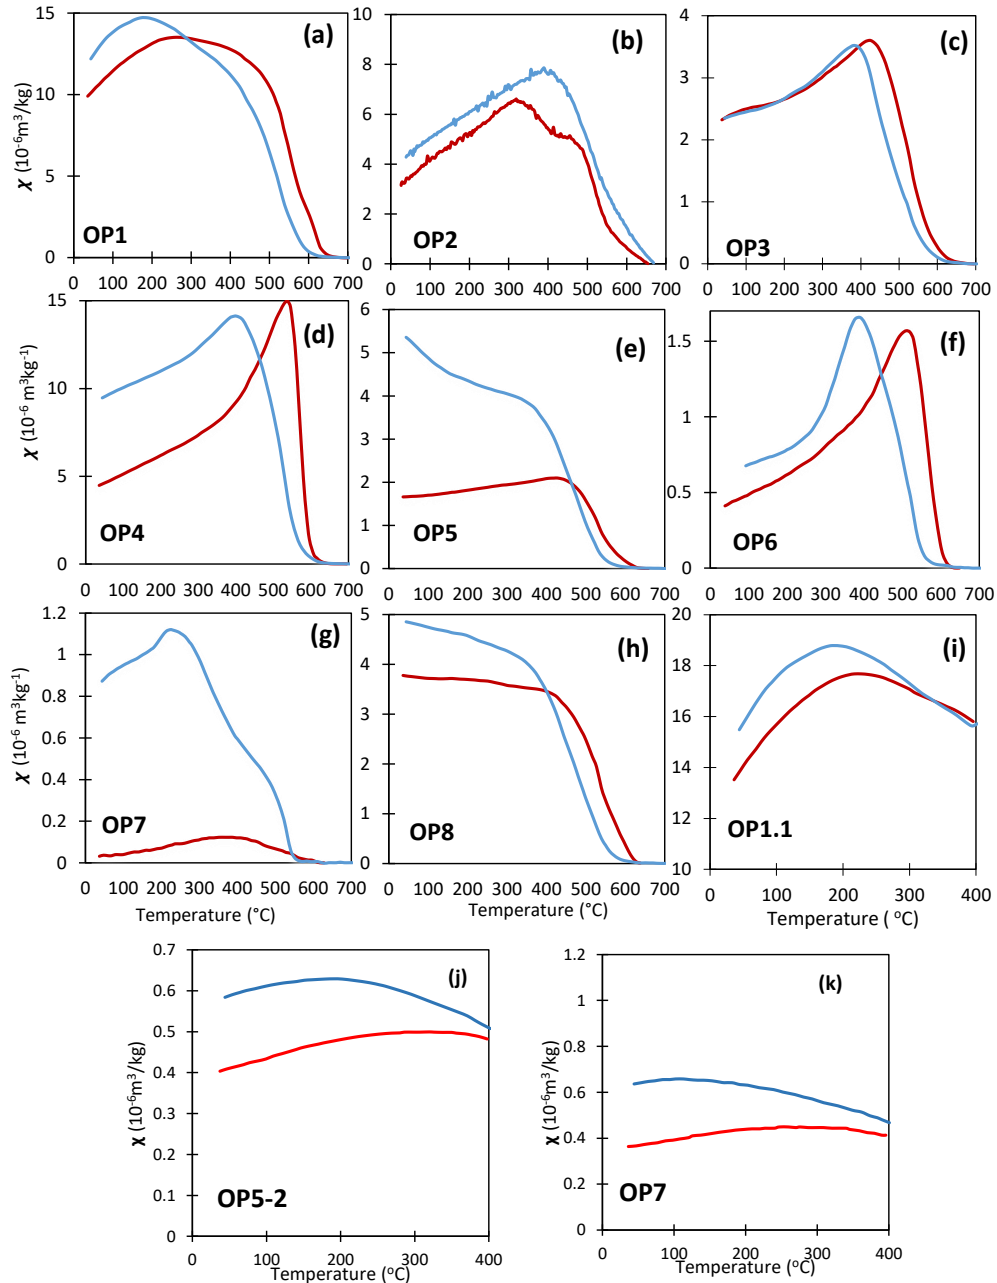 (a)
15
10
5
0
χ (10⁻⁶m³/kg)
OP1
0 100 200 300 400 500 600 700
(b)
10
8
6
4
2
0
OP2
0 100 200 300 400 500 600 700
(c)
4
3
2
1
0
OP3
0 100 200 300 400 500 600 700
(d)
15
10
5
0
χ (10⁻⁶ m³kg⁻¹)
OP4
0 100 200 300 400 500 600 700
(e)
6
5
4
3
2
1
0
OP5
0 100 200 300 400 500 600 700
(f)
1.5
1
0.5
0
OP6
0 100 200 300 400 500 600 700
(g)
1.2
1
0.8
0.6
0.4
0.2
0
χ (10⁻⁶ m³kg⁻¹)
OP7
0 100 200 300 400 500 600 700
Temperature (°C)
(h)
5
4
3
2
1
0
OP8
0 100 200 300 400 500 600 700
Temperature (°C)
(i)
20
18
16
14
12
10
OP1.1
0 100 200 300 400
Temperature ( °C)
(j)
0.7
0.6
0.5
0.4
0.3
0.2
0.1
0
χ (10⁻⁶m³/kg)
OP5-2
0 100 200 300 400
Temperature (°C)
(k)
1.2
1
0.8
0.6
0.4
0.2
0
χ (10⁻⁶m³/kg)
OP7
0 100 200 300 400
Temperature (°C)